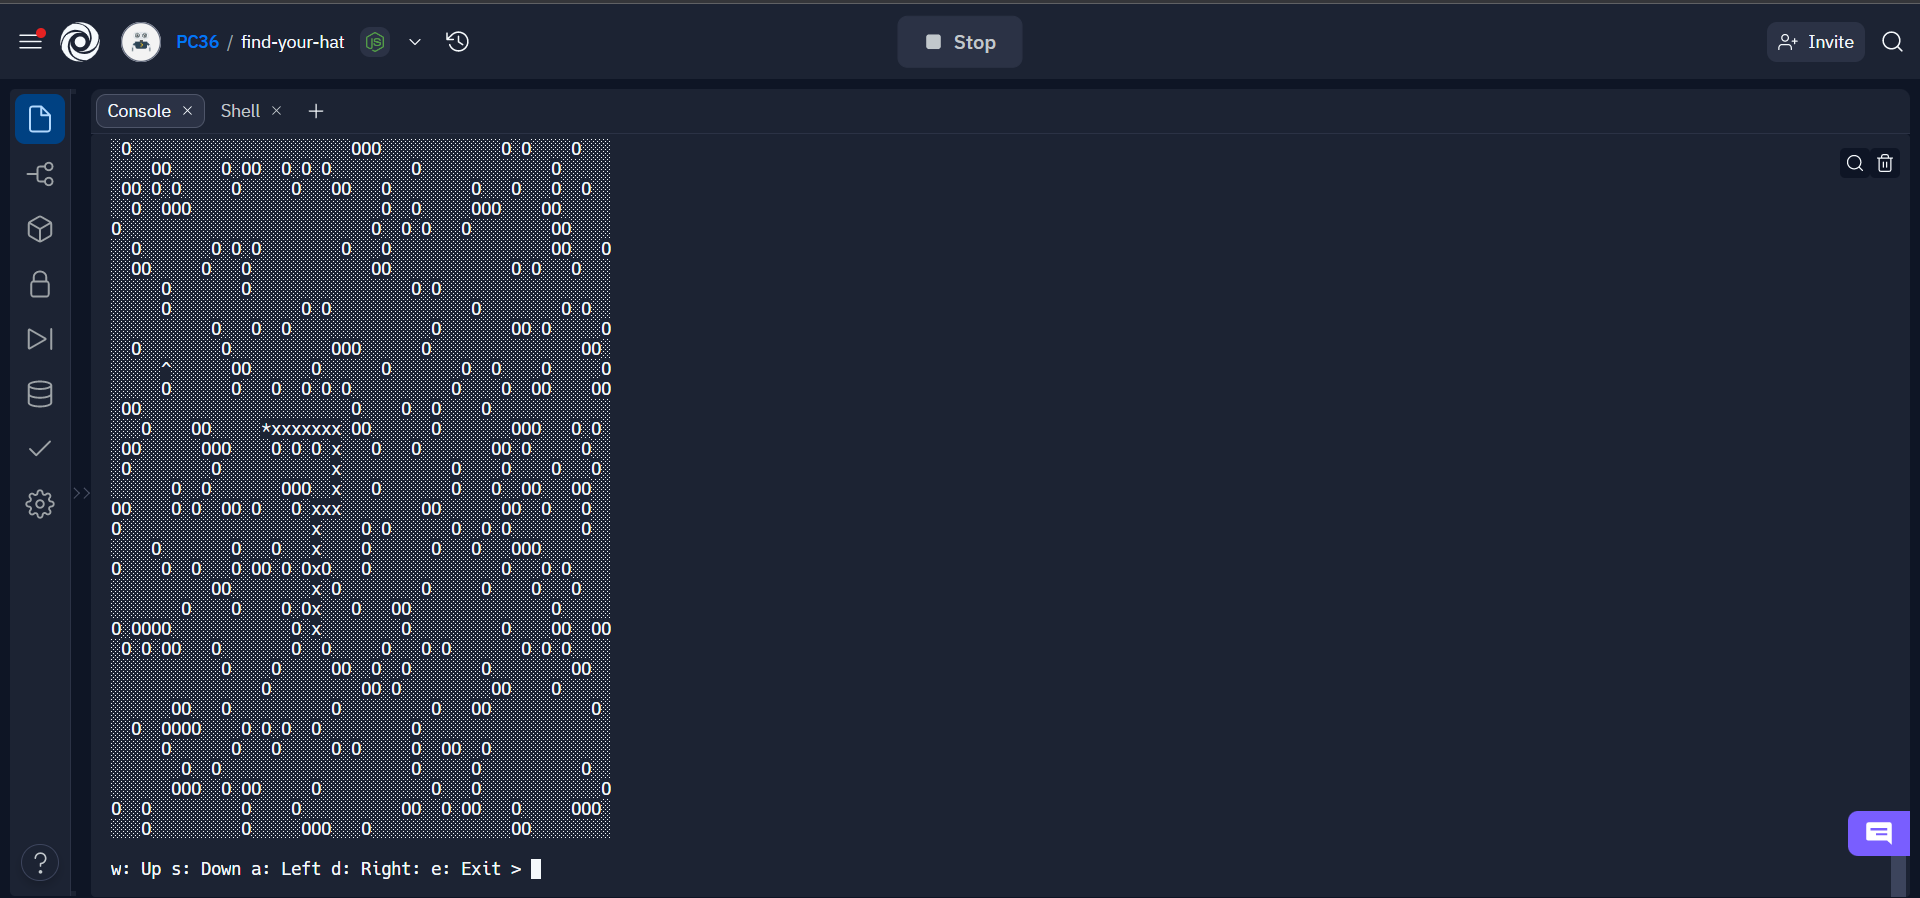 PC36 / find-your-hat
Stop
Invite
Console × Shell × +
O OOO O O O
OO O OO O O O O O
OO O O O O OO O O O O O
O OOO O O OOO OO
O O O O O OO
O O O O O O OO O
OO O O OO O O O
O O O O
O O O O O O
O O O O OO O O
O O OOO O OO
^ OO O O O O O O
O O O O O O O O OO OO
OO O O O O
O OO *xxxxxxx OO O OOO O O
OO OOO O O O x O O OO O O
O O x O O O O
O O OOO x O O O OO OO
OO O O OO O O xxx OO OO O O
O x O O O O O O
O O O x O O O OOO
O O O O OO O OxO O O O O
OO x O O O O O
O O O Ox O OO O
O OOOO O x O O OO OO
O O OO O O O O O O O O O
O O OO O O O OO
O OO O OO O
OO O O O OO O
O OOOO O O O O O
O O O O O O OO O
O O O O O
OOO O OO O O O O
O O O O OO O OO O OOO
O O OOO O OO
w: Up s: Down a: Left d: Right: e: Exit >